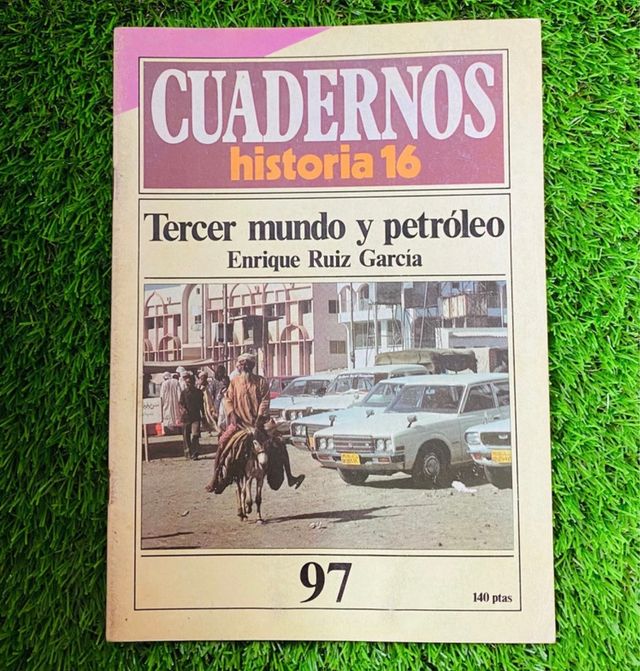 CUADERNOS
historia 16
Tercer mundo y petróleo
Enrique Ruiz García
97
140 ptas